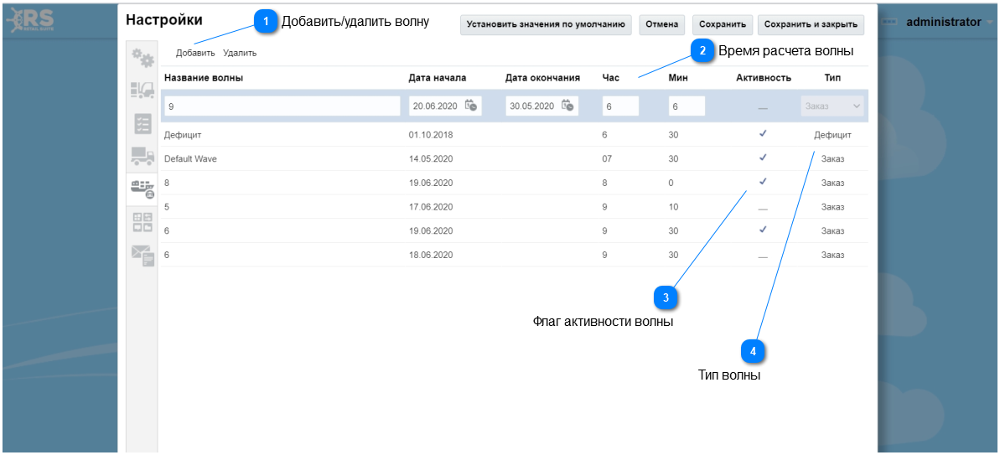 XRS
RETAIL SUITE
Настройки
1 Добавить/удалить волну
Установить значения по умолчанию Отмена Сохранить Сохранить и закрыть
administrator
Добавить Удалить
2 Время расчета волны
Название волны Дата начала Дата окончания Час Мин Активность Тип
9 20.06.2020 30.05.2020 6 6 Заказ
Дефицит 01.10.2018 6 30 Дефицит
Default Wave 14.05.2020 07 30 Заказ
8 19.06.2020 8 0 Заказ
5 17.06.2020 9 10 Заказ
6 19.06.2020 9 30 Заказ
6 18.06.2020 9 30 Заказ
3
Флаг активности волны
4
Тип волны